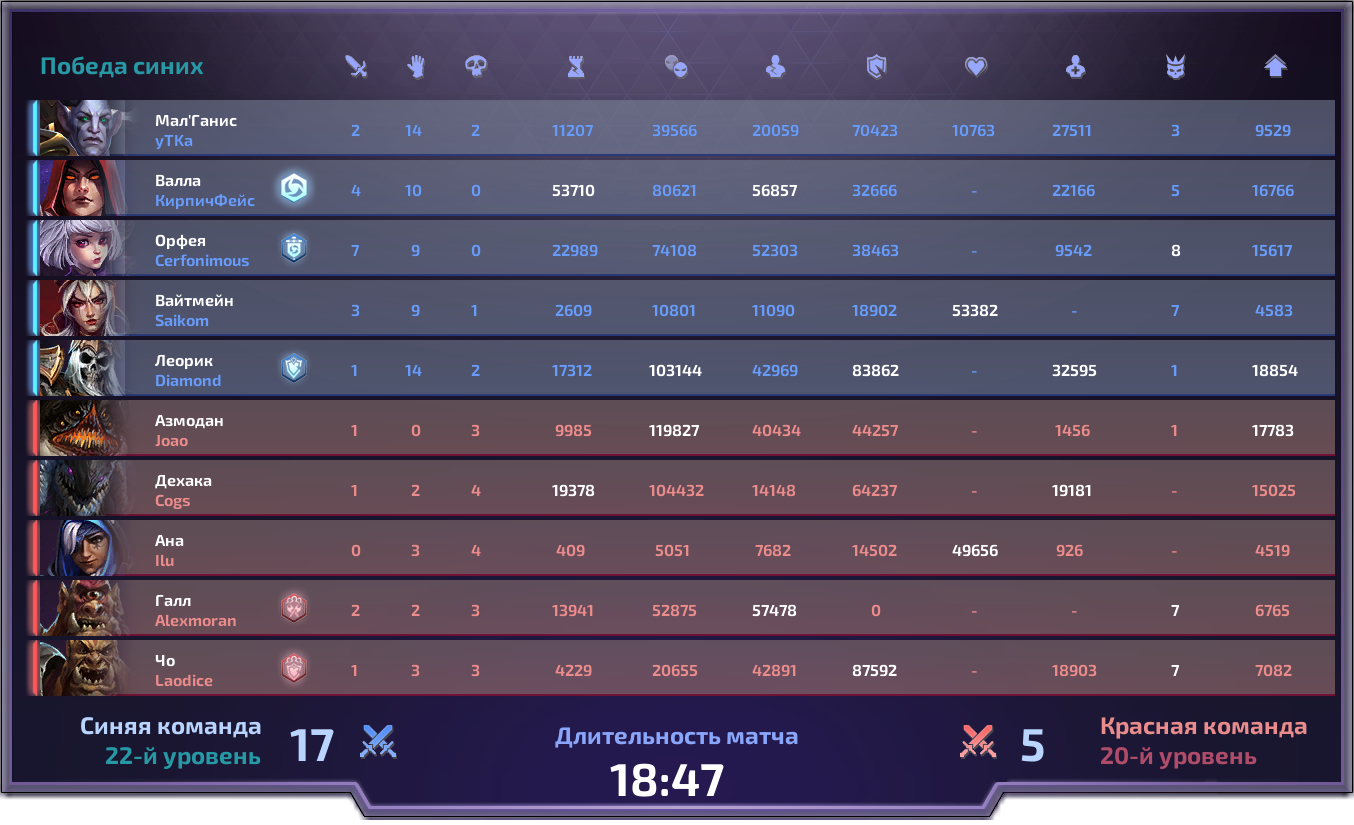 Победа синих
Мал'Ганис
yTKa
2 14 2 11207 39566 20059 70423 10763 27511 3 9529
Валла
КирпичФейс
4 10 0 53710 80621 56857 32666 - 22166 5 16766
Орфея
Cerfonimous
7 9 0 22989 74108 52303 38463 - 9542 8 15617
Вайтмейн
Saikom
3 9 1 2609 10801 11090 18902 53382 - 7 4583
Леорик
Diamond
1 14 2 17312 103144 42969 83862 - 32595 1 18854
Азмодан
Joao
1 0 3 9985 119827 40434 44257 - 1456 1 17783
Дехака
Cogs
1 2 4 19378 104432 14148 64237 - 19181 - 15025
Ана
Ilu
0 3 4 409 5051 7682 14502 49656 926 - 4519
Галл
Alexmoran
2 2 3 13941 52875 57478 0 - - 7 6765
Чо
Laodice
1 3 3 4229 20655 42891 87592 - 18903 7 7082
Синяя команда
22-й уровень
17
Длительность матча
18:47
5
Красная команда
20-й уровень